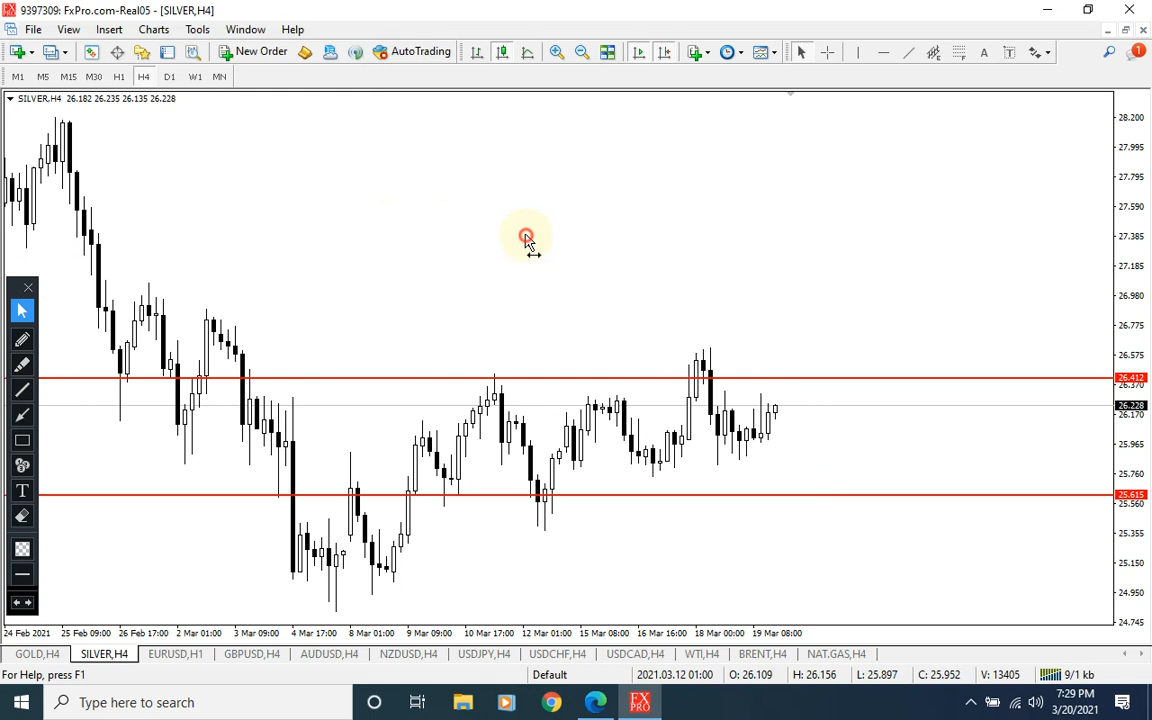 FX PRO 9397309: FxPro.com-Real05 - [SILVER,H4]
File View Insert Charts Tools Window Help
New Order AutoTrading A T 1
M1 M5 M15 M30 H1 H4 D1 W1 MN
SILVER,H4 26.182 26.235 26.135 26.228
28.200
27.995
27.795
27.590
27.385
27.185
26.980
26.775
26.575
26.412
26.370
26.228
26.170
25.965
25.760
25.615
25.560
25.355
25.150
24.950
24.745
T
24 Feb 2021 25 Feb 09:00 26 Feb 17:00 2 Mar 01:00 3 Mar 09:00 4 Mar 17:00 8 Mar 01:00 9 Mar 09:00 10 Mar 17:00 12 Mar 01:00 15 Mar 08:00 16 Mar 16:00 18 Mar 00:00 19 Mar 08:00
GOLD,H4 SILVER,H4 EURUSD,H1 GBPUSD,H4 AUDUSD,H4 NZDUSD,H4 USDJPY,H4 USDCHF,H4 USDCAD,H4 WTI,H4 BRENT,H4 NAT.GAS,H4
For Help, press F1 Default 2021.03.12 01:00 O: 26.109 H: 26.156 L: 25.897 C: 25.952 V: 13405 9/1 kb
Type here to search FX PRO 7:29 PM
3/20/2021